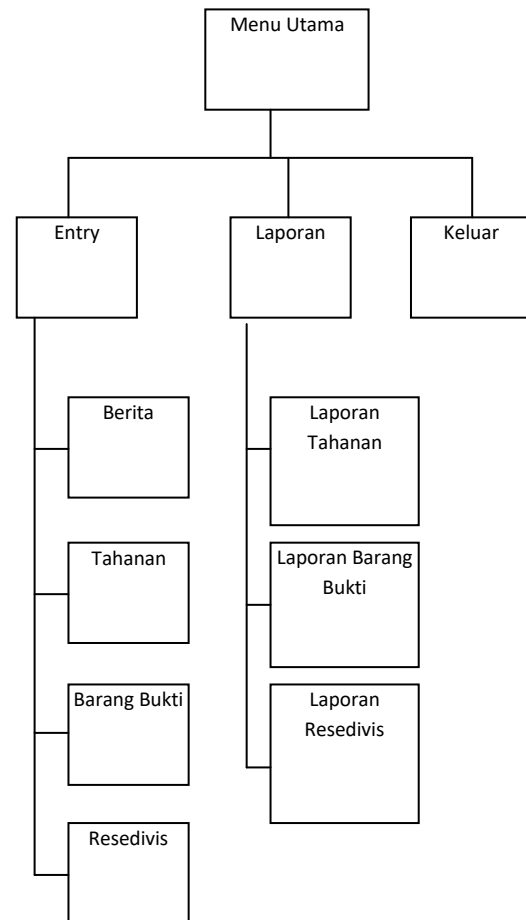 Menu Utama
Entry
Laporan
Keluar
Berita
Tahanan
Barang Bukti
Resedivis
Laporan
Tahanan
Laporan Barang
Bukti
Laporan
Resedivis